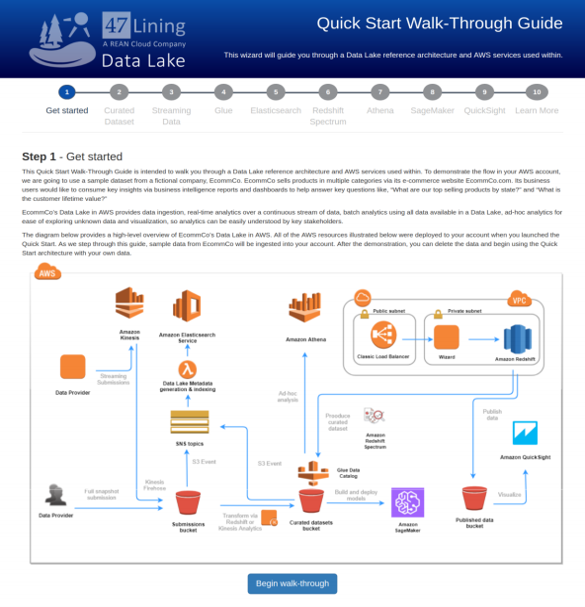 47 Lining
A REAN Cloud Company
Data Lake
Quick Start Walk-Through Guide
This wizard will guide you through a Data Lake reference architecture and AWS services used within.
1 2 3 4 5 6 7 8 9 10
Get started
Curated
Dataset
Streaming
Data
Glue
Elasticsearch
Redshift
Spectrum
Athena
SageMaker
QuickSight
Learn More
Step 1 - Get started
This Quick Start Walk-Through Guide is intended to walk you through a Data Lake reference architecture and AWS services used within. To demonstrate the flow in your AWS account,
we are going to use a sample dataset from a fictional company, EcommCo. EcommCo sells products in multiple categories via its e-commerce website EcommCo.com. Its business
users would like to consume key insights via business intelligence reports and dashboards to help answer key questions like, "What are our top selling products by state?" and "What is
the customer lifetime value?"
EcommCo's Data Lake in AWS provides data ingestion, real-time analytics over a continuous stream of data, batch analytics using all data available in a Data Lake, ad-hoc analytics for
ease of exploring unknown data and visualization, so analytics can be easily understood by key stakeholders.
The diagram below provides a high-level overview of EcommCo's Data Lake in AWS. All of the AWS resources illustrated below were deployed to your account when you launched the
Quick Start. As we step through this guide, sample data from EcommCo will be ingested into your account. After the demonstration, you can delete the data and begin using the Quick
Start architecture with your own data.
AWS
VPC
Public subnet
Private subnet
Amazon
Kinesis
Amazon Elasticsearch
Service
Amazon Athena
Classic Load Balancer
Wizard
Amazon Redshift
Streaming
Submissions
Data Provider
Data Lake Metadata
generation & indexing
Ad-hoc
analysis
Produce
curated
dataset
Amazon
Redshift
Spectrum
Publish
data
SNS topics
Amazon QuickSight
S3 Event
S3 Event
Glue Data
Catalog
Kinesis
Firehose
Full snapshot
submission
Build and deploy
models
Visualize
Data Provider
Submissions
bucket
Transform via
Redshift or
Kinesis Analytics
Curated datasets
bucket
Amazon
SageMaker
Published data
bucket
Begin walk-through